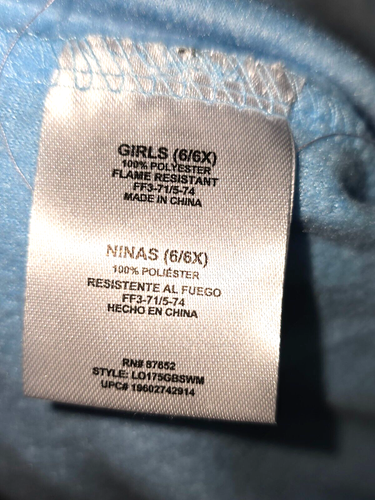 GIRLS (6/6X)
100% POLYESTER
FLAME RESISTANT
FF3-71/5-74
MADE IN CHINA
NINAS (6/6X)
100% POLIÉSTER
RESISTENTE AL FUEGO
FF3-71/5-74
HECHO EN CHINA
RN# 87652
STYLE: LO175GBSWM
UPC# 19602742914